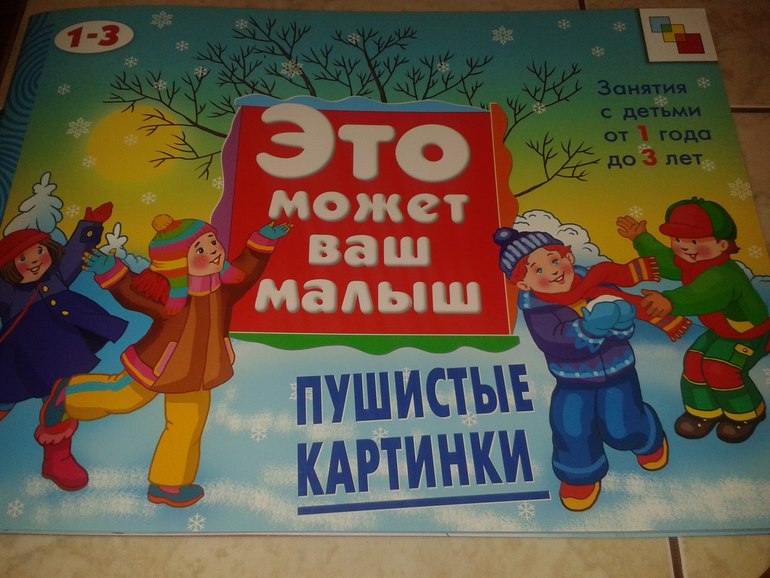 1-3
Занятия
с детьми
от 1 года
до 3 лет
Это
может
ваш
малыш
ПУШИСТЫЕ
КАРТИНКИ